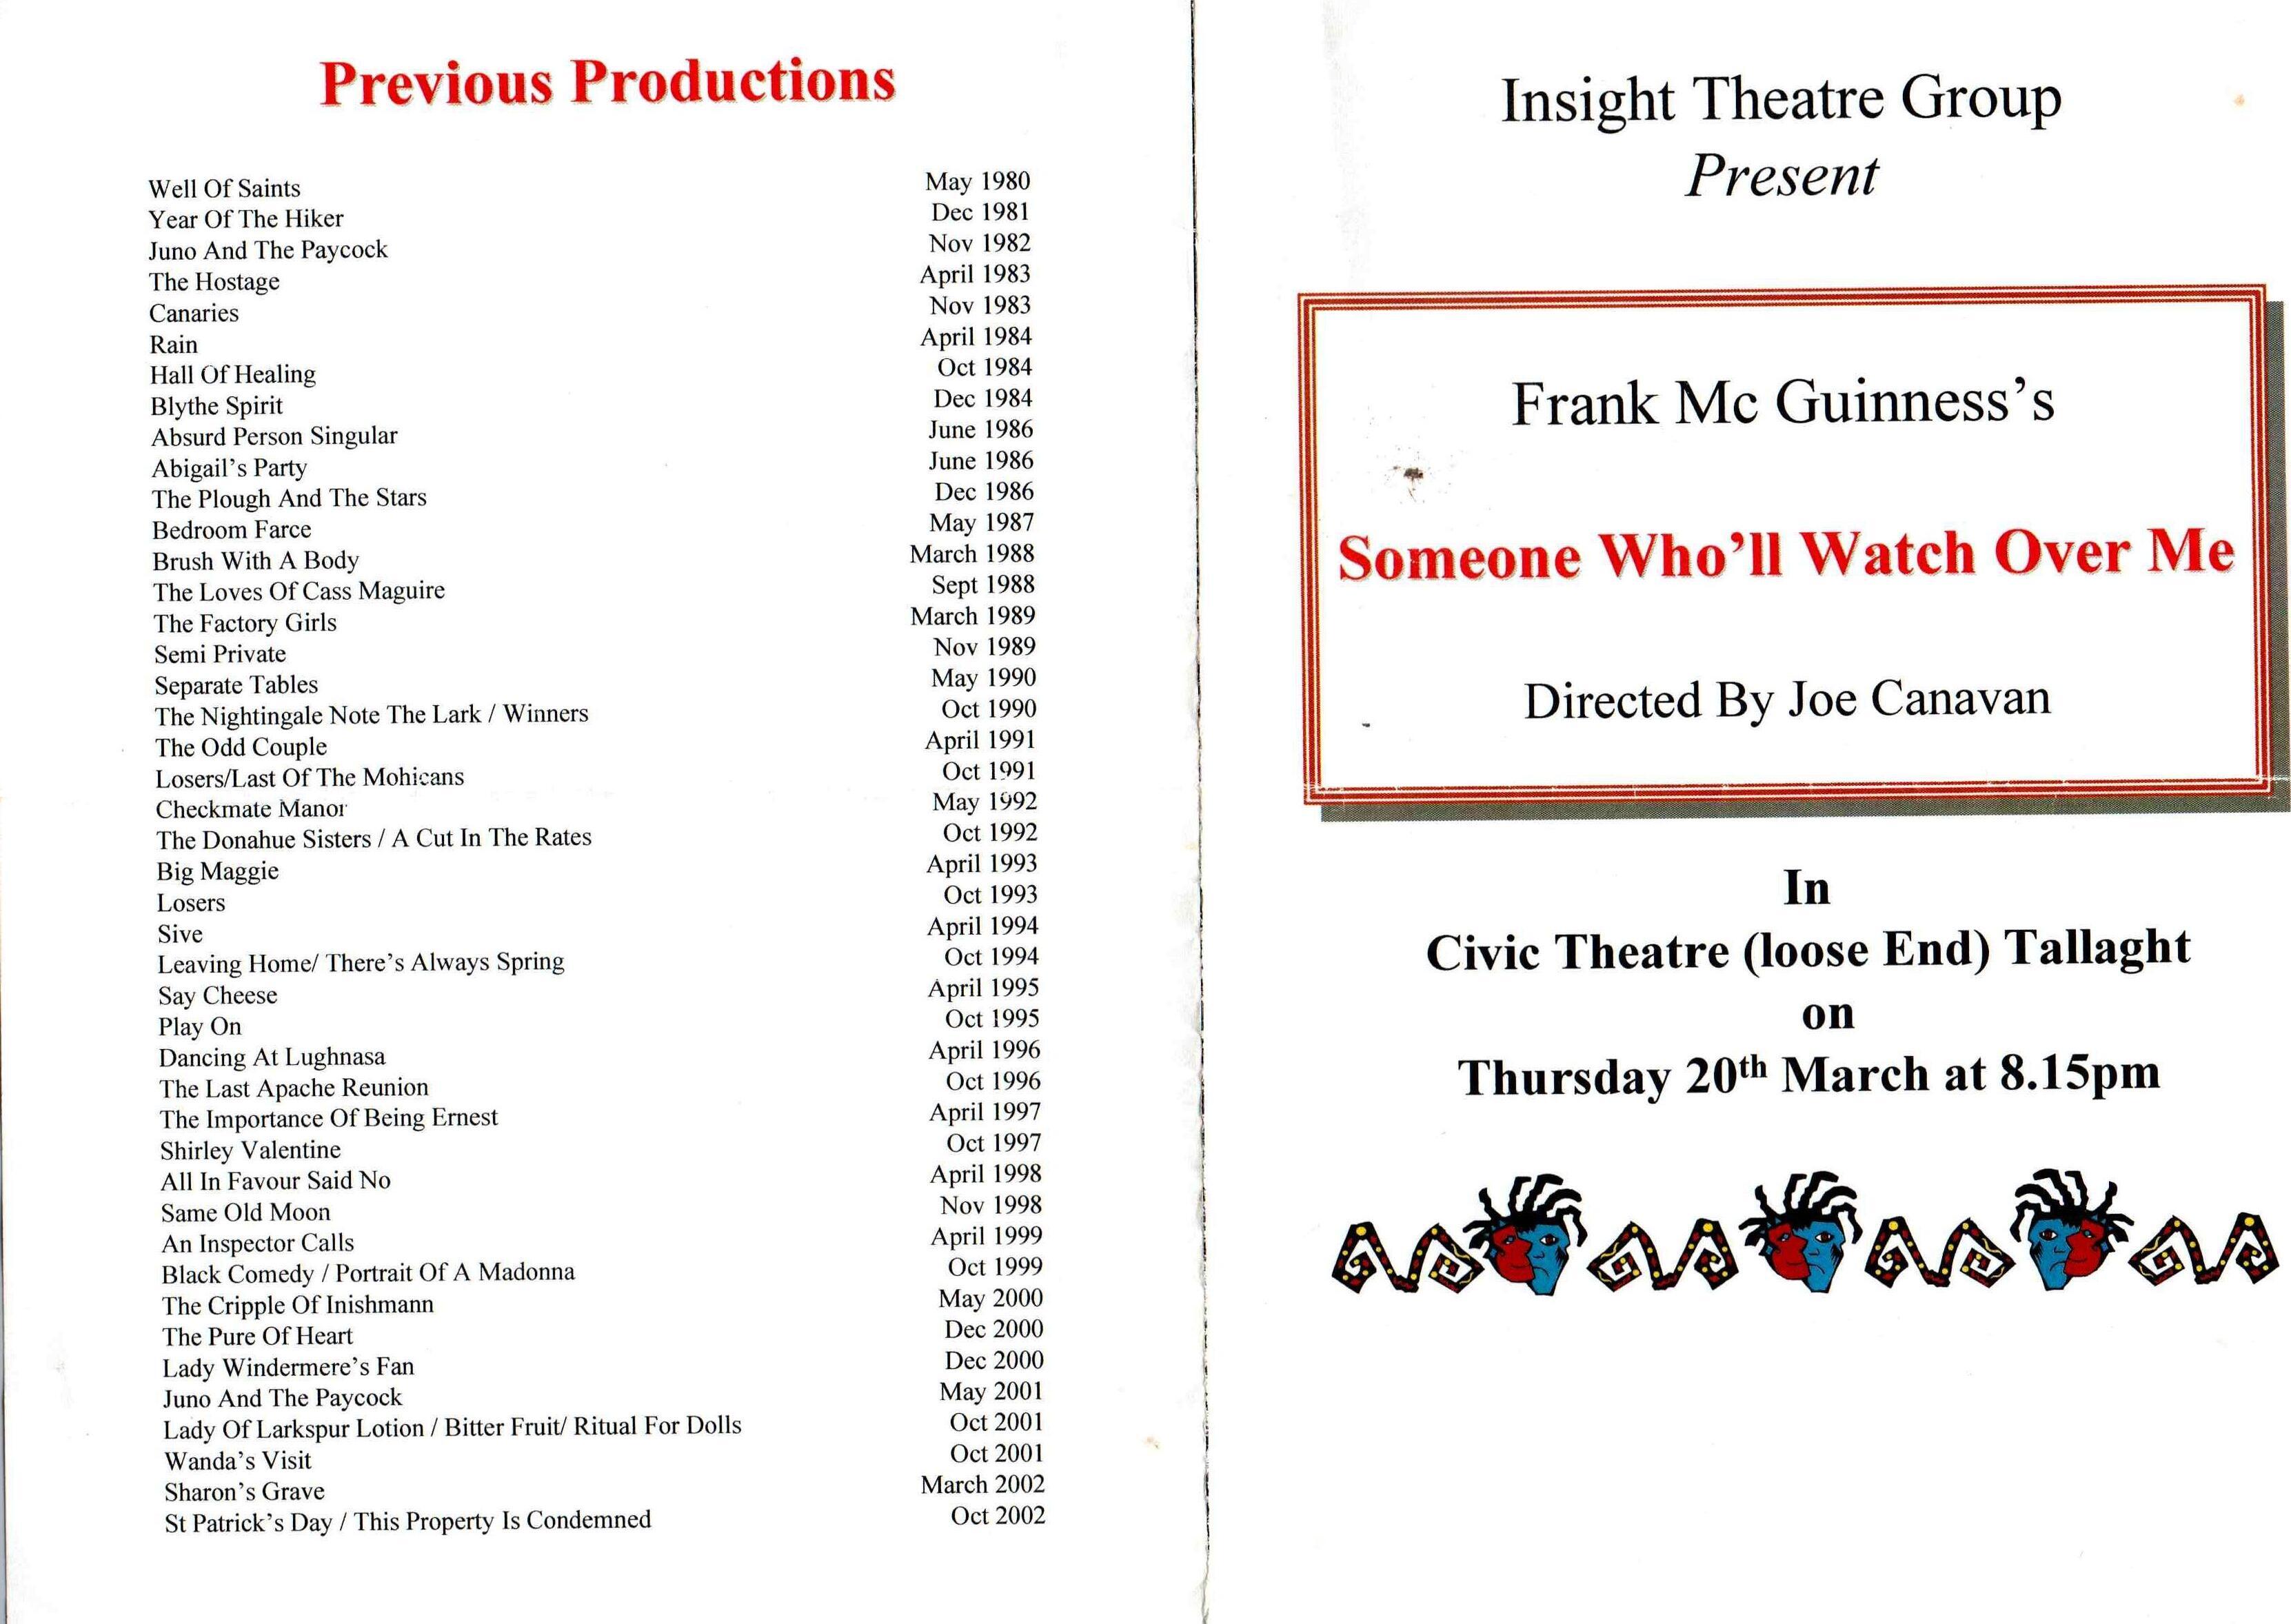 Previous Productions
Well Of Saints May 1980
Year Of The Hiker Dec 1981
Juno And The Paycock Nov 1982
The Hostage April 1983
Canaries Nov 1983
Rain April 1984
Hall Of Healing Oct 1984
Blythe Spirit Dec 1984
Absurd Person Singular June 1986
Abigail's Party June 1986
The Plough And The Stars Dec 1986
Bedroom Farce May 1987
Brush With A Body March 1988
The Loves Of Cass Maguire Sept 1988
The Factory Girls March 1989
Semi Private Nov 1989
Separate Tables May 1990
The Nightingale Note The Lark / Winners Oct 1990
The Odd Couple April 1991
Losers/Last Of The Mohicans Oct 1991
Checkmate Manor May 1992
The Donahue Sisters / A Cut In The Rates Oct 1992
Big Maggie April 1993
Losers Oct 1993
Sive April 1994
Leaving Home/ There's Always Spring Oct 1994
Say Cheese April 1995
Play On Oct 1995
Dancing At Lughnasa April 1996
The Last Apache Reunion Oct 1996
The Importance Of Being Ernest April 1997
Shirley Valentine Oct 1997
All In Favour Said No April 1998
Same Old Moon Nov 1998
An Inspector Calls April 1999
Black Comedy / Portrait Of A Madonna Oct 1999
The Cripple Of Inishmann May 2000
The Pure Of Heart Dec 2000
Lady Windermere's Fan Dec 2000
Juno And The Paycock May 2001
Lady Of Larkspur Lotion / Bitter Fruit/ Ritual For Dolls Oct 2001
Wanda's Visit Oct 2001
Sharon's Grave March 2002
St Patrick's Day / This Property Is Condemned Oct 2002
Insight Theatre Group
Present
Frank Mc Guinness's
Someone Who'll Watch Over Me
Directed By Joe Canavan
In
Civic Theatre (loose End) Tallaght
on
Thursday 20th March at 8.15pm